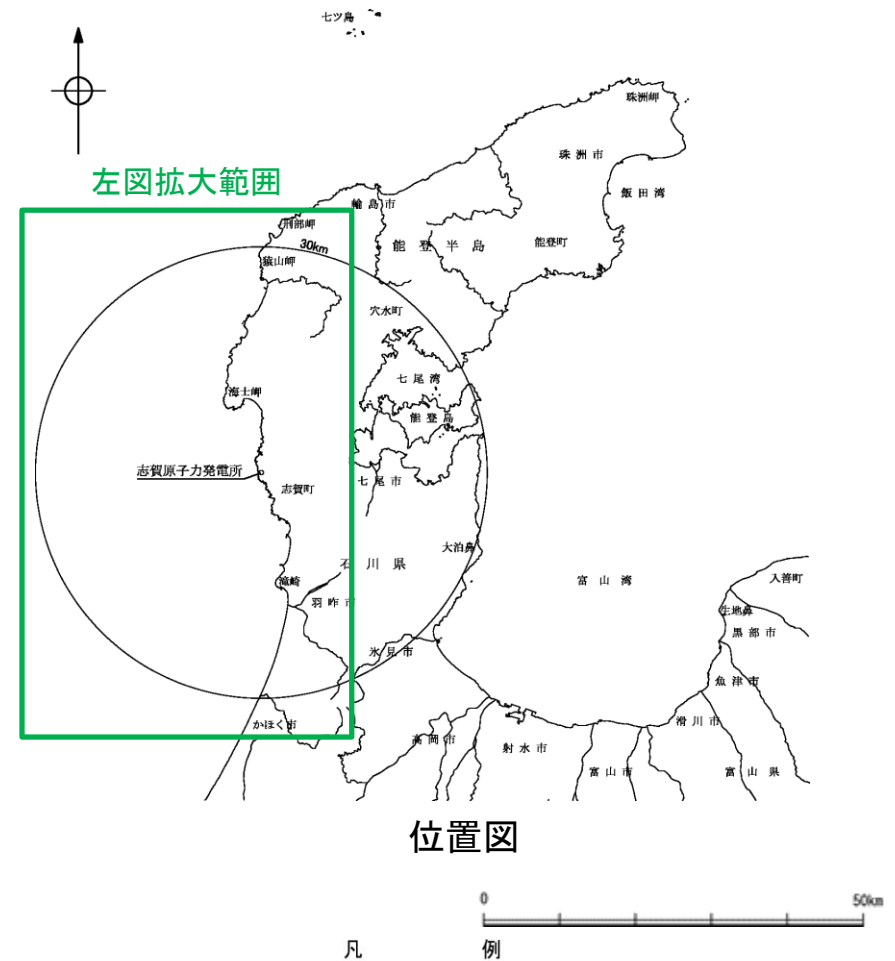 七ツ島
珠洲岬
珠洲市
左図拡大範囲
飯田湾
輪島市
刑部岬
30km
能登半島
能登町
猿山岬
穴水町
七尾湾
海士岬
能登島
志賀原子力発電所
七尾市
志賀町
大泊鼻
石川県
入善町
滝崎
富山湾
羽咋市
生地鼻
黒部市
氷見市
魚津市
かほく市
滑川市
高岡市
射水市
富山市
富山県
位置図
0
50km
凡例